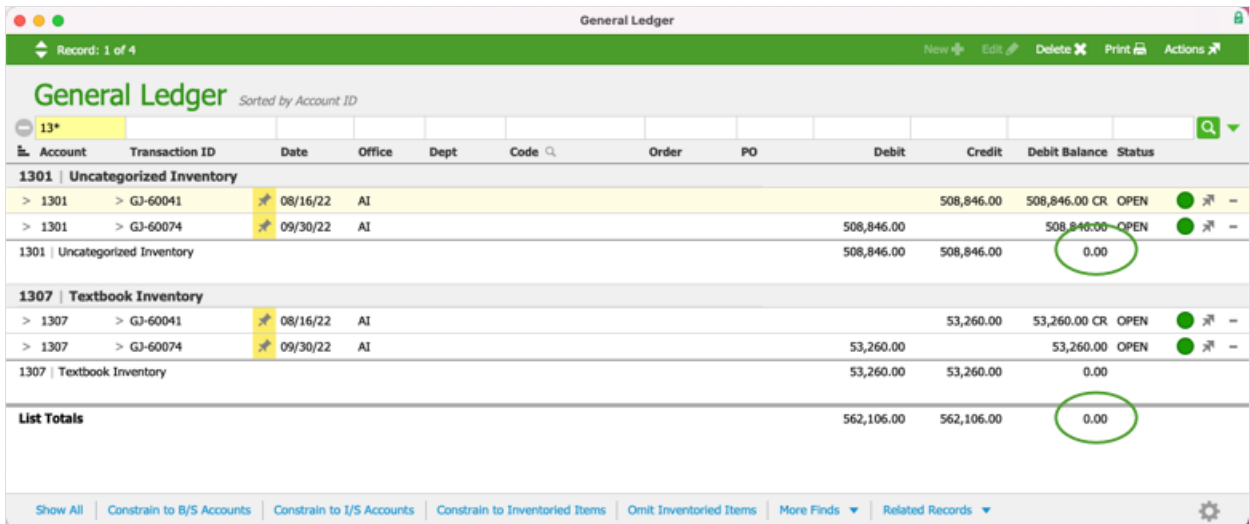 General Ledger
Record: 1 of 4 New Edit Delete Print Actions
General Ledger Sorted by Account ID
13*
Account Transaction ID Date Office Dept Code Order PO Debit Credit Debit Balance Status
1301 | Uncategorized Inventory
> 1301 > GJ-60041 08/16/22 AI 508,846.00 508,846.00 CR OPEN
> 1301 > GJ-60074 09/30/22 AI 508,846.00 508,846.00 OPEN
1301 | Uncategorized Inventory 508,846.00 508,846.00 0.00
1307 | Textbook Inventory
> 1307 > GJ-60041 08/16/22 AI 53,260.00 53,260.00 CR OPEN
> 1307 > GJ-60074 09/30/22 AI 53,260.00 53,260.00 OPEN
1307 | Textbook Inventory 53,260.00 53,260.00 0.00
List Totals 562,106.00 562,106.00 0.00
Show All | Constrain to B/S Accounts | Constrain to I/S Accounts | Constrain to Inventoried Items | Omit Inventoried Items | More Finds | Related Records